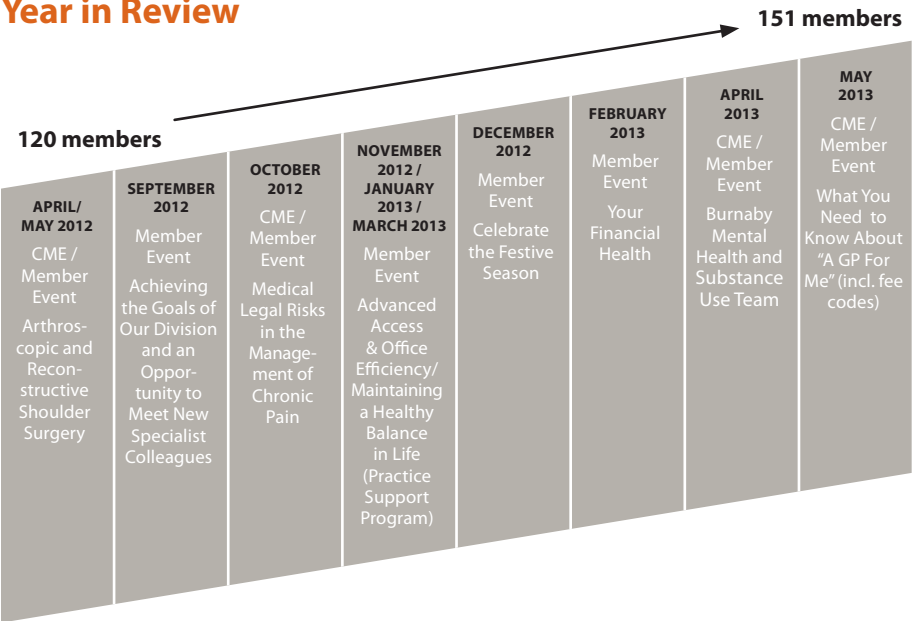 Year in Review
151 members
120 members
APRIL/
MAY 2012
CME /
Member
Event
Arthros-
copic and
Recon-
structive
Shoulder
Surgery
SEPTEMBER
2012
Member
Event
Achieving
the Goals of
Our Division
and an
Oppor-
tunity to
Meet New
Specialist
Colleagues
OCTOBER
2012
CME /
Member
Event
Medical
Legal Risks
in the
Manage-
ment of
Chronic
Pain
NOVEMBER
2012 /
JANUARY
2013 /
MARCH 2013
Member
Event
Advanced
Access
& Office
Efficiency/
Maintaining
a Healthy
Balance
in Life
(Practice
Support
Program)
DECEMBER
2012
Member
Event
Celebrate
the Festive
Season
FEBRUARY
2013
Member
Event
Your
Financial
Health
APRIL
2013
CME /
Member
Event
Burnaby
Mental
Health and
Substance
Use Team
MAY
2013
CME /
Member
Event
What You
Need to
Know About
“A GP For
Me” (incl. fee
codes)